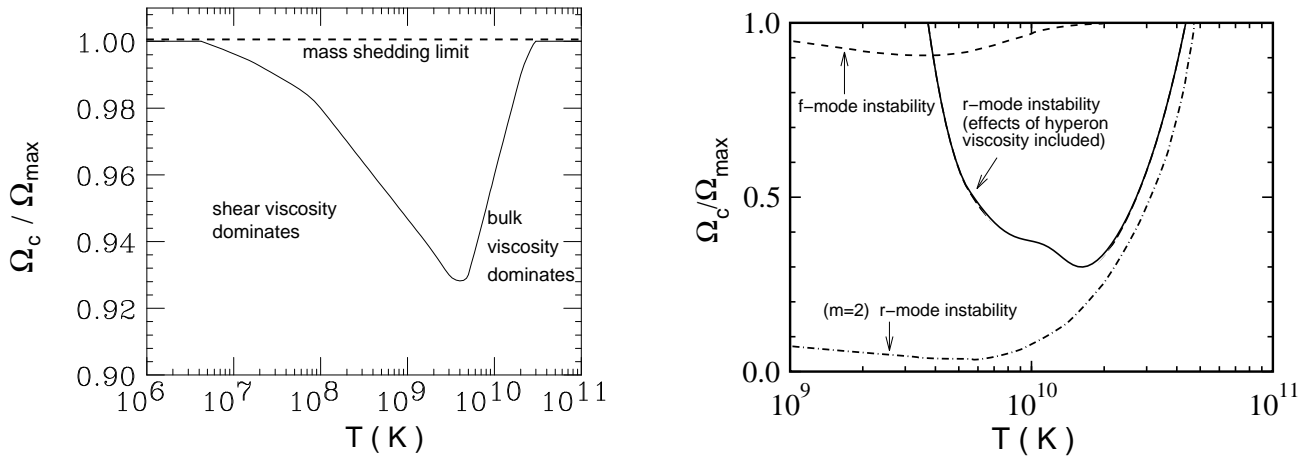 1.00
0.98
0.96
0.94
0.92
0.90
Ω_c / Ω_max
mass shedding limit
shear viscosity
dominates
bulk
viscosity
dominates
10^6 10^7 10^8 10^9 10^10 10^11
T ( K )
1.0
0.5
0.0
Ω_c/Ω_max
f−mode instability
r−mode instability
(effects of hyperon
viscosity included)
(m=2) r−mode instability
10^9 10^10 10^11
T ( K )